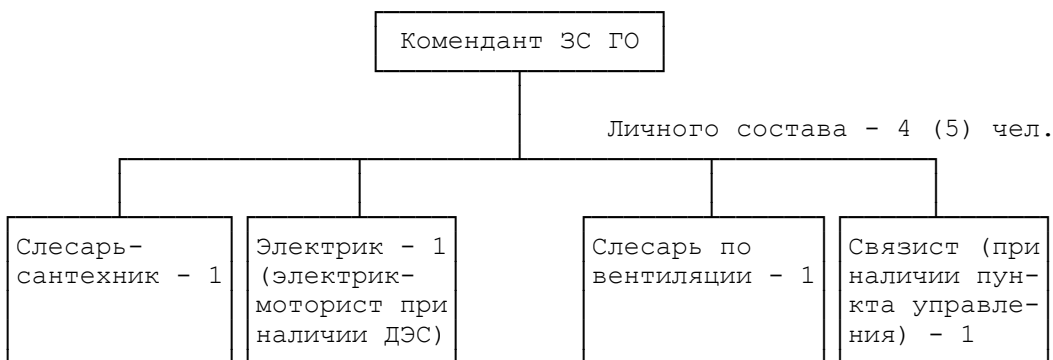 Комендант ЗС ГО
Личного состава - 4 (5) чел.
Слесарь-
сантехник - 1
Электрик - 1
(электрик-
моторист при
наличии ДЭС)
Слесарь по
вентиляции - 1
Связист (при
наличии пун-
кта управле-
ния) - 1